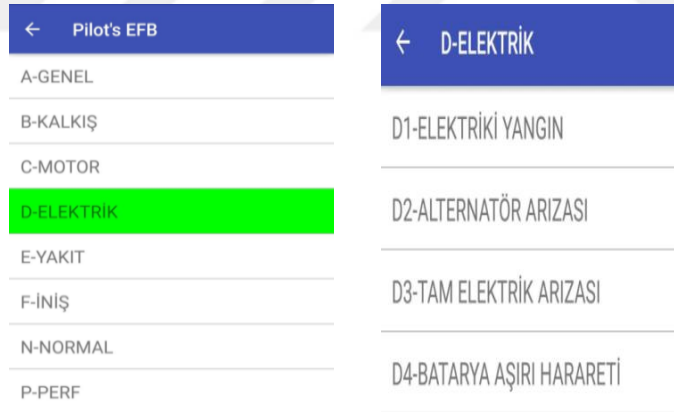 ← Pilot's EFB
A-GENEL
B-KALKIŞ
C-MOTOR
D-ELEKTRİK
E-YAKIT
F-İNİŞ
N-NORMAL
P-PERF
← D-ELEKTRİK
D1-ELEKTRİKİ YANGIN
D2-ALTERNATÖR ARIZASI
D3-TAM ELEKTRİK ARIZASI
D4-BATARYA AŞIRI HARARETİ